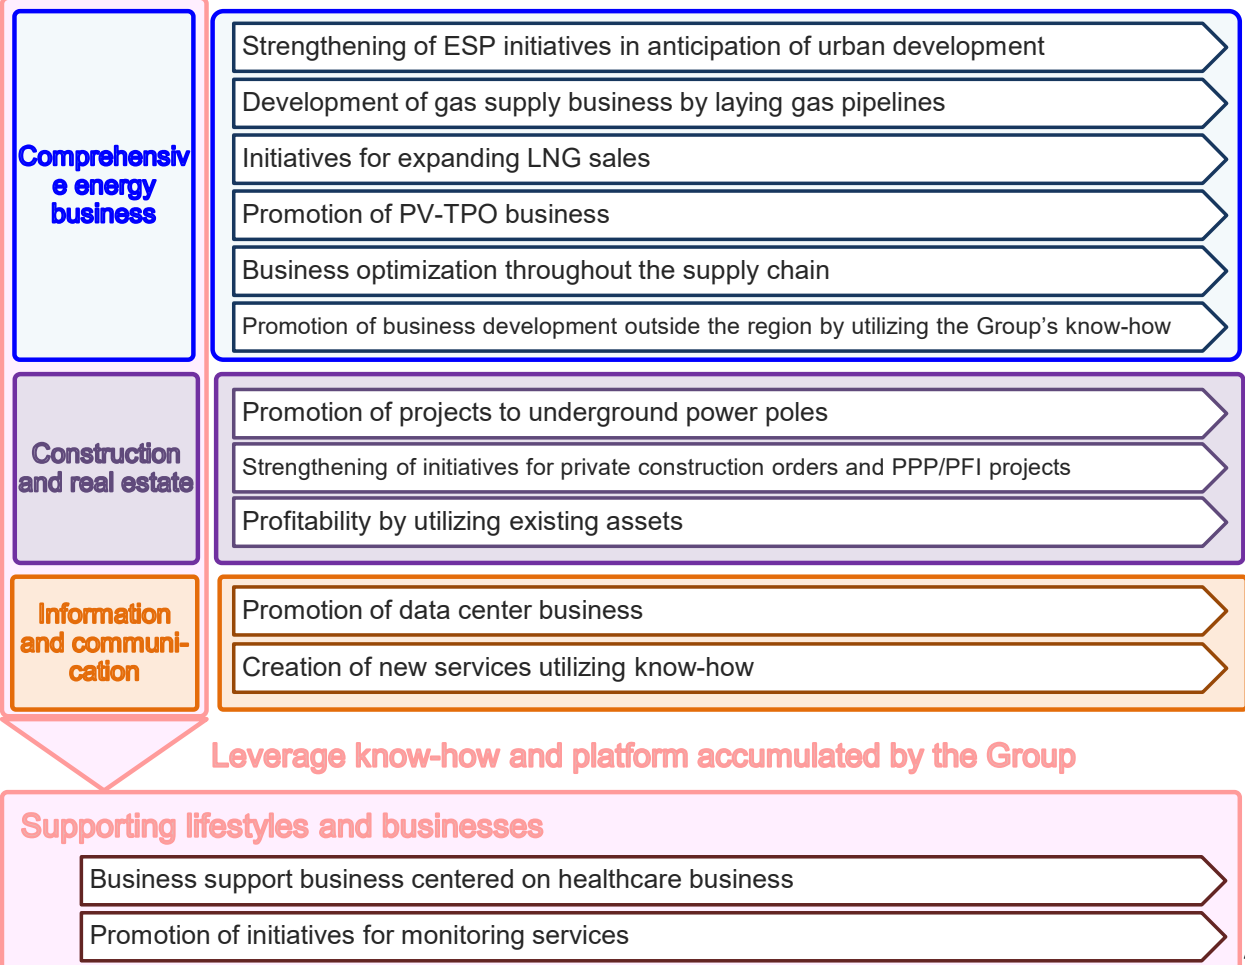 Comprehensiv
e energy
business
Strengthening of ESP initiatives in anticipation of urban development
Development of gas supply business by laying gas pipelines
Initiatives for expanding LNG sales
Promotion of PV-TPO business
Business optimization throughout the supply chain
Promotion of business development outside the region by utilizing the Group’s know-how
Construction
and real estate
Promotion of projects to underground power poles
Strengthening of initiatives for private construction orders and PPP/PFI projects
Profitability by utilizing existing assets
Information
and communi-
cation
Promotion of data center business
Creation of new services utilizing know-how
Leverage know-how and platform accumulated by the Group
Supporting lifestyles and businesses
Business support business centered on healthcare business
Promotion of initiatives for monitoring services